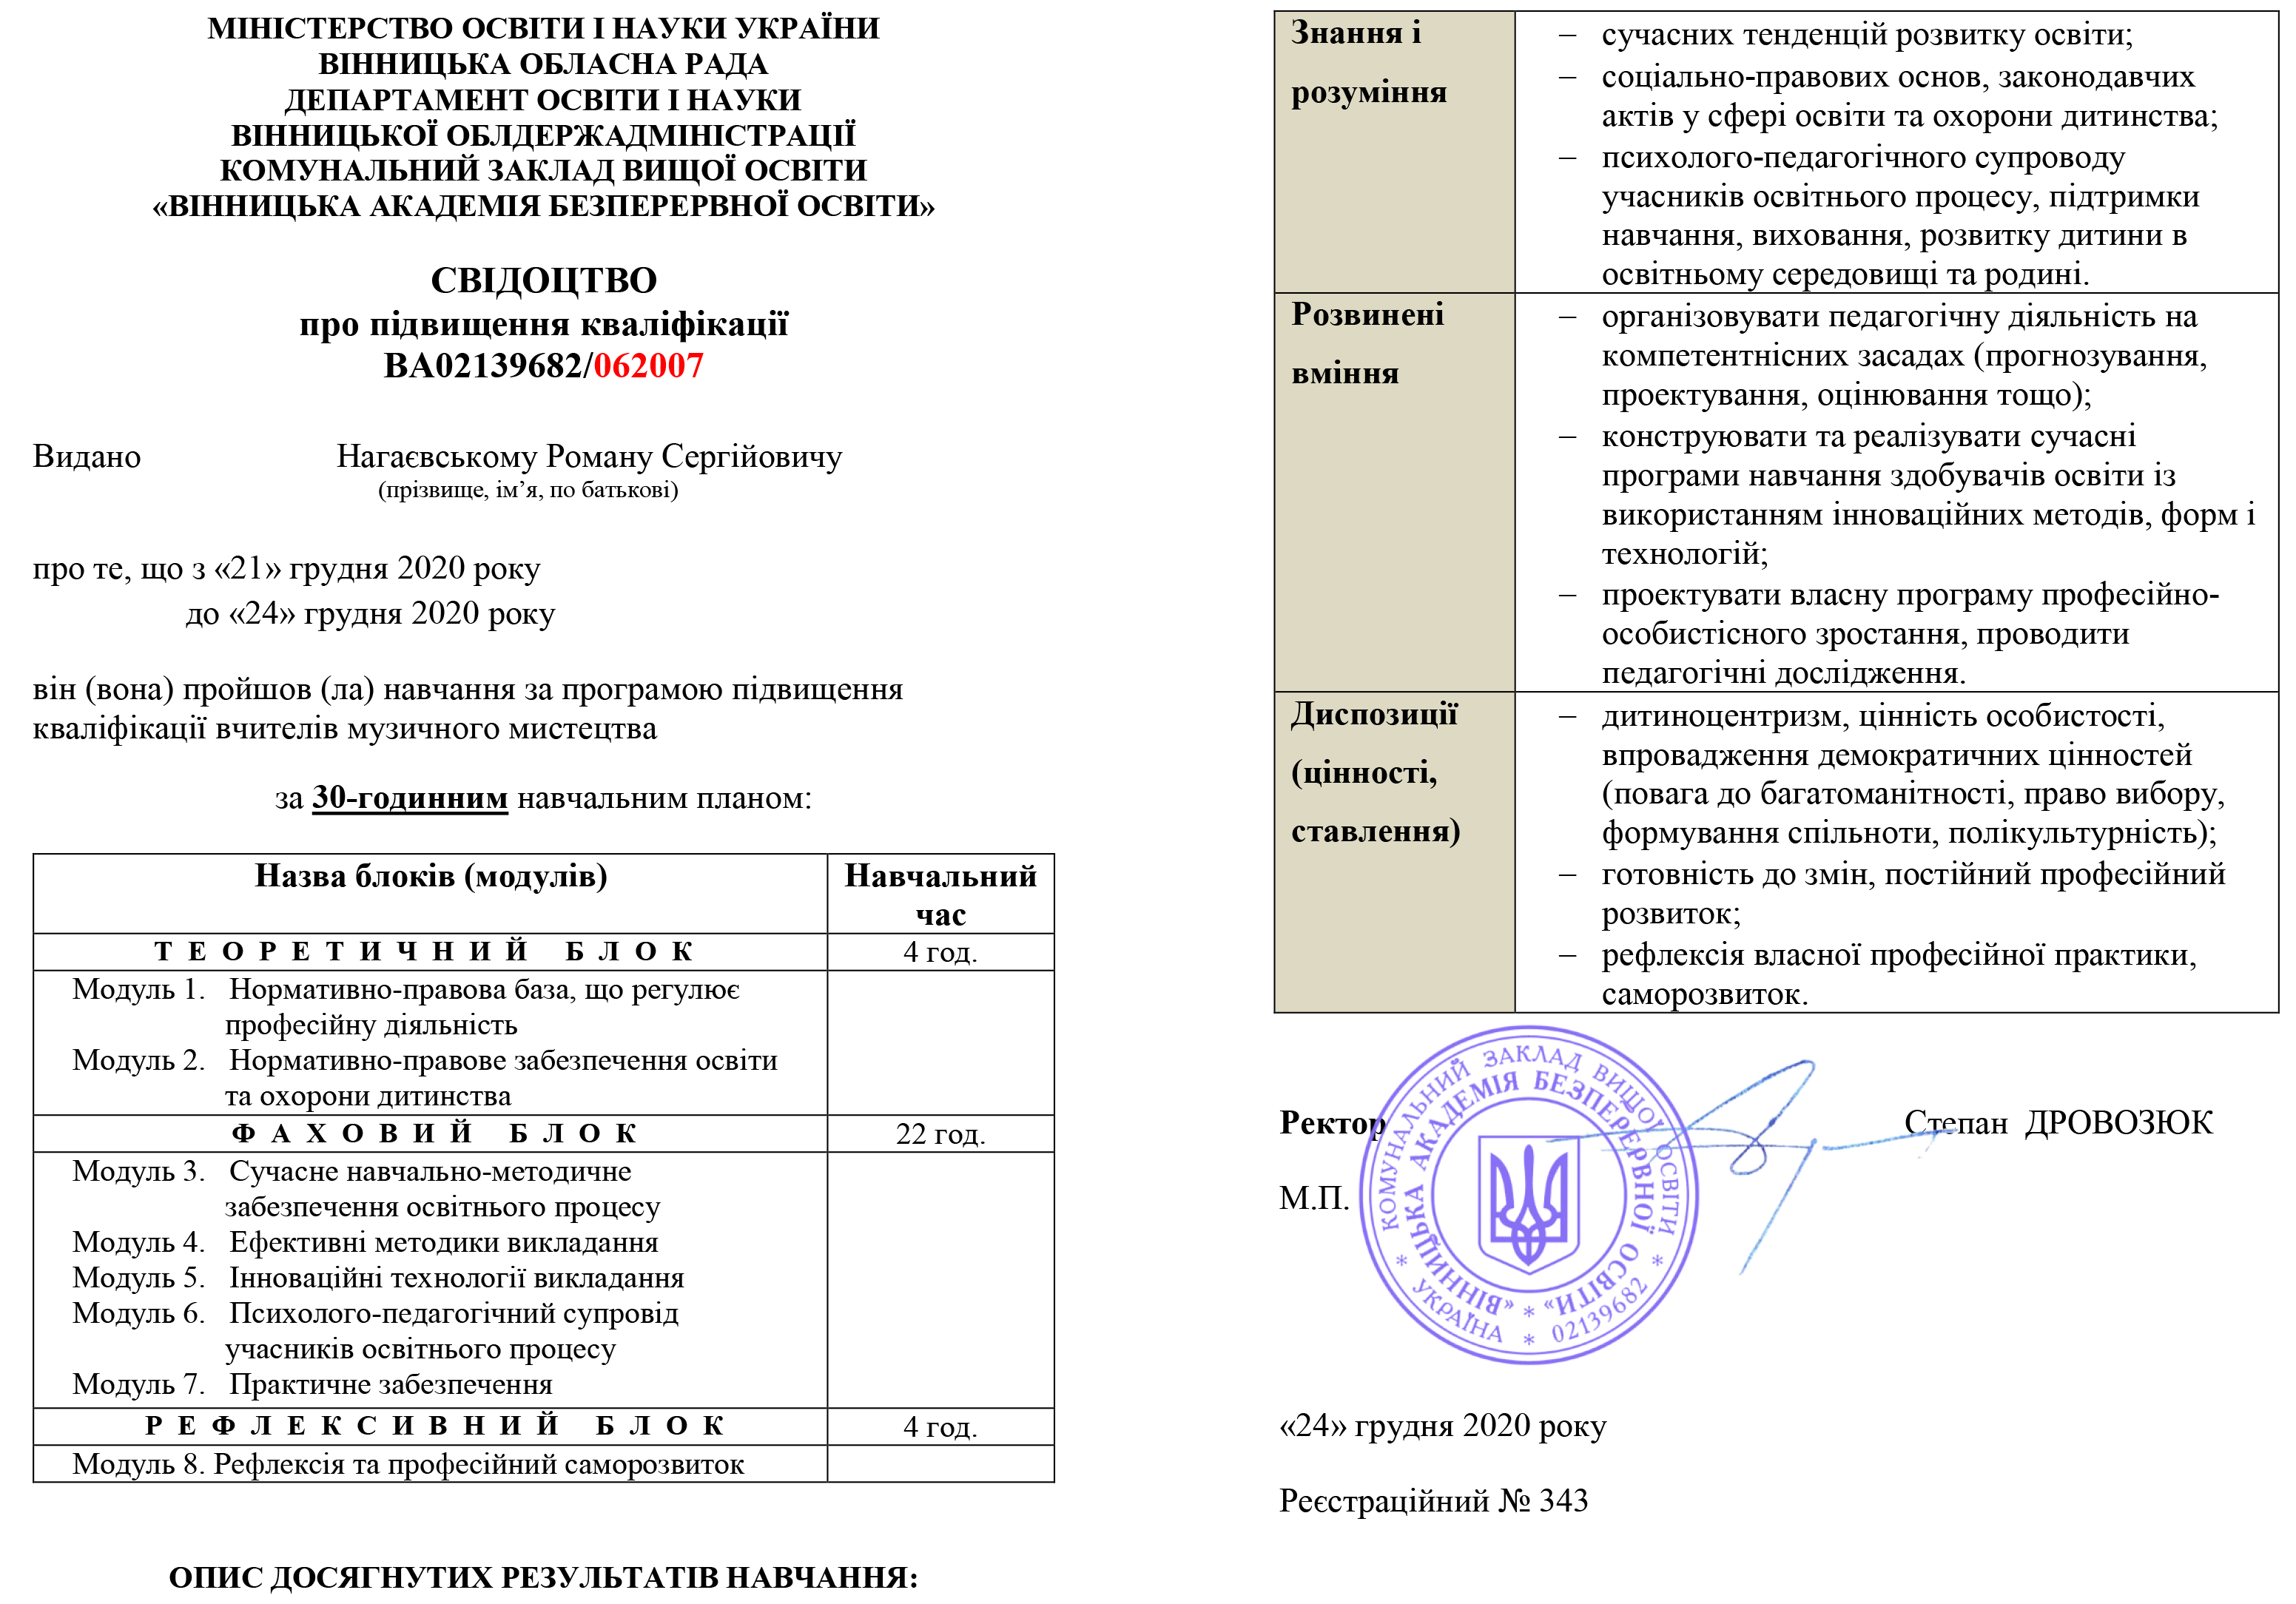 МІНІСТЕРСТВО ОСВІТИ І НАУКИ УКРАЇНИ
ВІННИЦЬКА ОБЛАСНА РАДА
ДЕПАРТАМЕНТ ОСВІТИ І НАУКИ
ВІННИЦЬКОЇ ОБЛДЕРЖАДМІНІСТРАЦІЇ
КОМУНАЛЬНИЙ ЗАКЛАД ВИЩОЇ ОСВІТИ
«ВІННИЦЬКА АКАДЕМІЯ БЕЗПЕРЕРВНОЇ ОСВІТИ»
СВІДОЦТВО
про підвищення кваліфікації
ВА02139682/062007
Видано Нагаєвському Роману Сергійовичу
(прізвище, ім’я, по батькові)
про те, що з «21» грудня 2020 року
до «24» грудня 2020 року
він (вона) пройшов (ла) навчання за програмою підвищення
кваліфікації вчителів музичного мистецтва
за 30-годинним навчальним планом:
Назва блоків (модулів) Навчальний
час
ТЕОРЕТИЧНИЙ БЛОК 4 год.
Модуль 1. Нормативно-правова база, що регулює
професійну діяльність
Модуль 2. Нормативно-правове забезпечення освіти
та охорони дитинства
ФАХОВИЙ БЛОК 22 год.
Модуль 3. Сучасне навчально-методичне
забезпечення освітнього процесу
Модуль 4. Ефективні методики викладання
Модуль 5. Інноваційні технології викладання
Модуль 6. Психолого-педагогічний супровід
учасників освітнього процесу
Модуль 7. Практичне забезпечення
РЕФЛЕКСИВНИЙ БЛОК 4 год.
Модуль 8. Рефлексія та професійний саморозвиток
ОПИС ДОСЯГНУТИХ РЕЗУЛЬТАТІВ НАВЧАННЯ:
Знання і
розуміння
– сучасних тенденцій розвитку освіти;
– соціально-правових основ, законодавчих
актів у сфері освіти та охорони дитинства;
– психолого-педагогічного супроводу
учасників освітнього процесу, підтримки
навчання, виховання, розвитку дитини в
освітньому середовищі та родині.
Розвинені
вміння
– організовувати педагогічну діяльність на
компетентнісних засадах (прогнозування,
проектування, оцінювання тощо);
– конструювати та реалізувати сучасні
програми навчання здобувачів освіти із
використанням інноваційних методів, форм і
технологій;
– проектувати власну програму професійно-
особистісного зростання, проводити
педагогічні дослідження.
Диспозиції
(цінності,
ставлення)
– дитиноцентризм, цінність особистості,
впровадження демократичних цінностей
(повага до багатоманітності, право вибору,
формування спільноти, полікультурність);
– готовність до змін, постійний професійний
розвиток;
– рефлексія власної професійної практики,
саморозвиток.
Ректор Степан ДРОВОЗЮК
М.П.
КОМУНАЛЬНИЙ ЗАКЛАД ВИЩОЇ ОСВІТИ
«ВІННИЦЬКА АКАДЕМІЯ БЕЗПЕРЕРВНОЇ ОСВІТИ» *
* УКРАЇНА * 02139682 *
«24» грудня 2020 року
Реєстраційний № 343